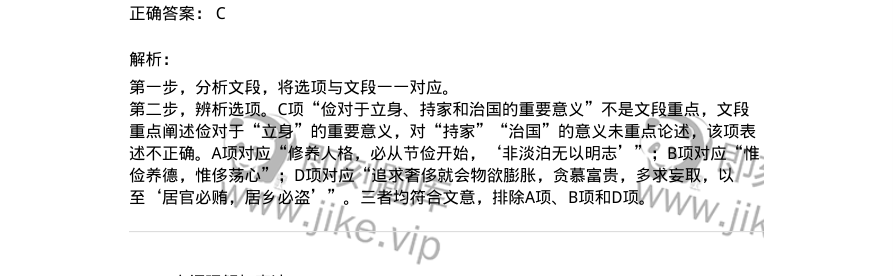 正确答案： C
解析：
第一步，分析文段，将选项与文段一一对应。
第二步，辨析选项。C项“俭对于立身、持家和治国的重要意义”不是文段重点，文段
重点阐述俭对于“立身”的重要意义，对“持家”“治国”的意义未重点论述，该项表
述不正确。A项对应“修养人格，必从节俭开始，‘非淡泊无以明志’”；B项对应“惟
俭养德，惟侈荡心”；D项对应“追求奢侈就会物欲膨胀，贪慕富贵，多求妄取，以
至‘居官必贿，居乡必盗’”。三者均符合文意，排除A项、B项和D项。
www.jike.vip
www.jike.vip